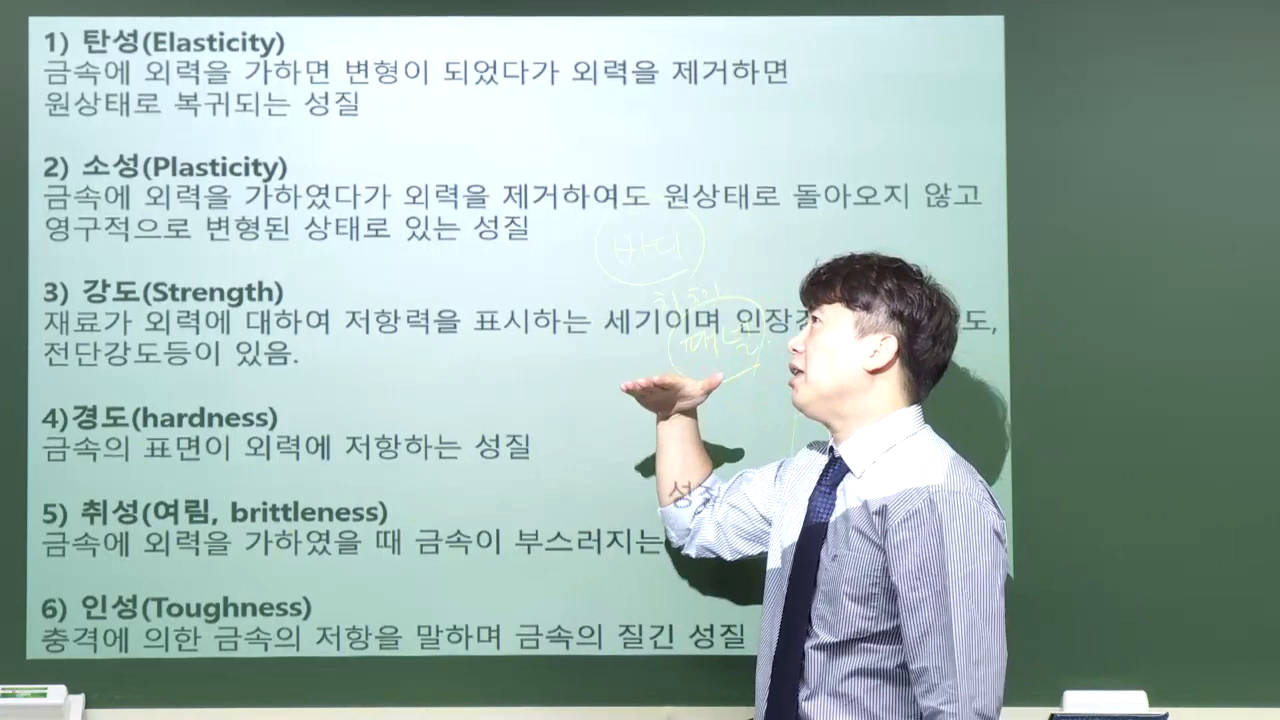 1) 탄성(Elasticity)
금속에 외력을 가하면 변형이 되었다가 외력을 제거하면
원상태로 복귀되는 성질
2) 소성(Plasticity)
금속에 외력을 가하였다가 외력을 제거하여도 원상태로 돌아오지 않고
영구적으로 변형된 상태로 있는 성질
바디
3) 강도(Strength)
재료가 외력에 대하여 저항력을 표시하는 세기이며 인장 도,
패널
전단강도등이 있음.
4)경도(hardness)
금속의 표면이 외력에 저항하는 성질
5) 취성(여림, brittleness)
금속에 외력을 가하였을 때 금속이 부스러지는
6) 인성(Toughness)
충격에 의한 금속의 저항을 말하며 금속의 질긴 성질